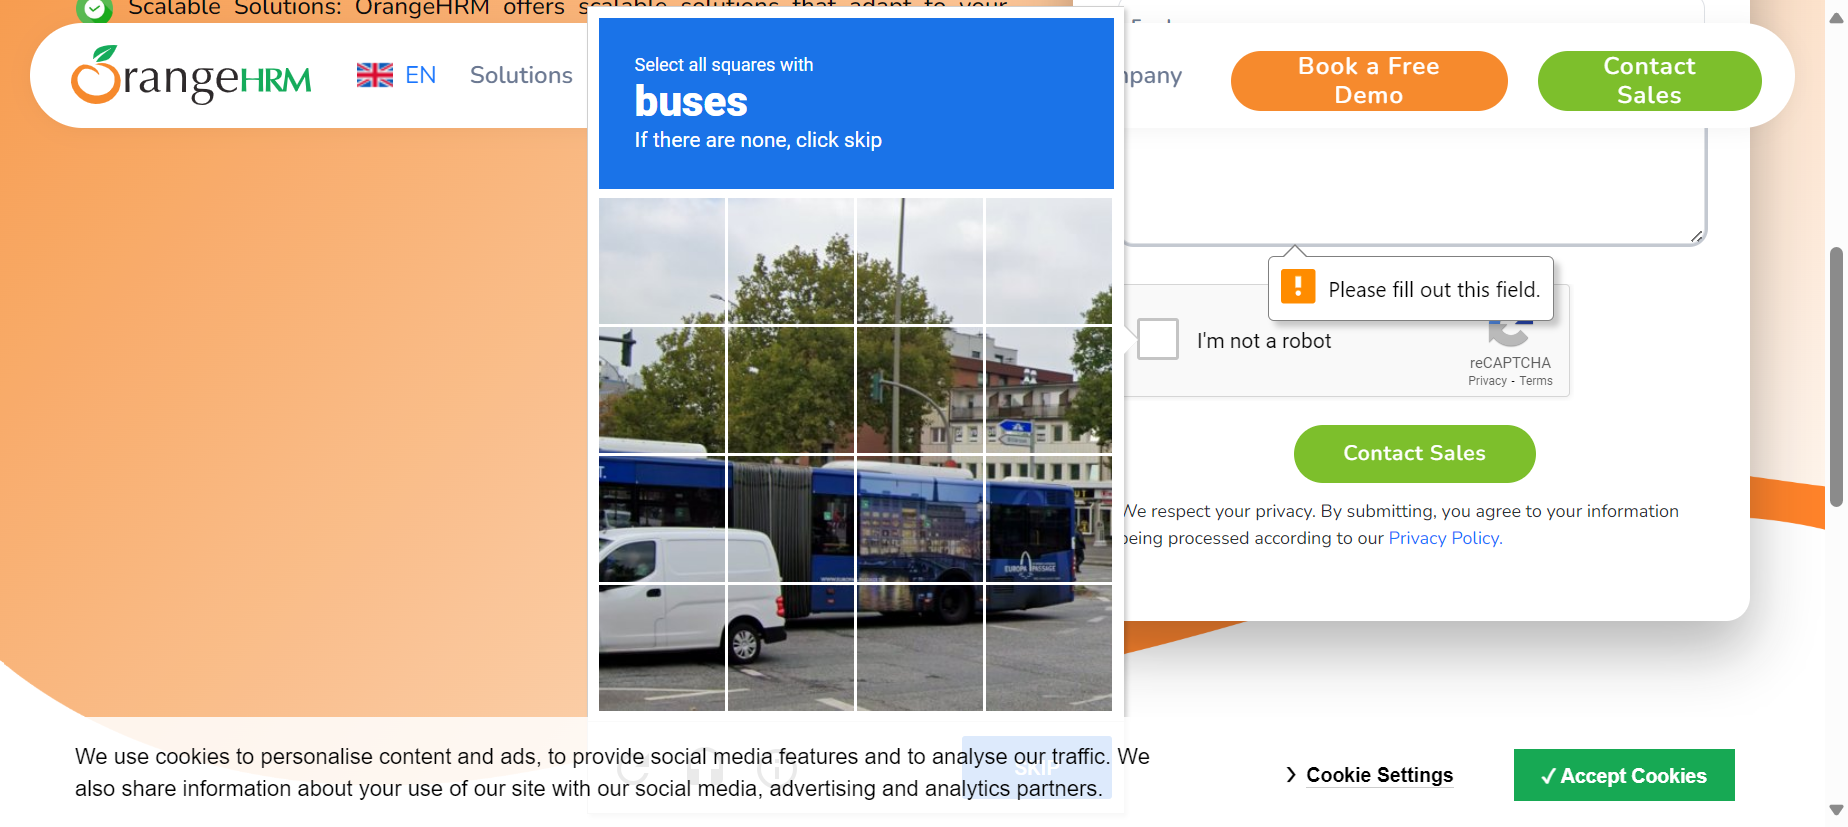 Scalable Solutions: OrangeHRM offers scalable solutions that adapt to your
OrangeHRM
EN
Solutions
mpany
Book a Free Demo
Contact Sales
Select all squares with
buses
If there are none, click skip
EUROPA PASSAGE
Please fill out this field.
I'm not a robot
reCAPTCHA
Privacy - Terms
Contact Sales
We respect your privacy. By submitting, you agree to your information
being processed according to our Privacy Policy.
SKIP
We use cookies to personalise content and ads, to provide social media features and to analyse our traffic. We
also share information about your use of our site with our social media, advertising and analytics partners.
Cookie Settings
✓ Accept Cookies